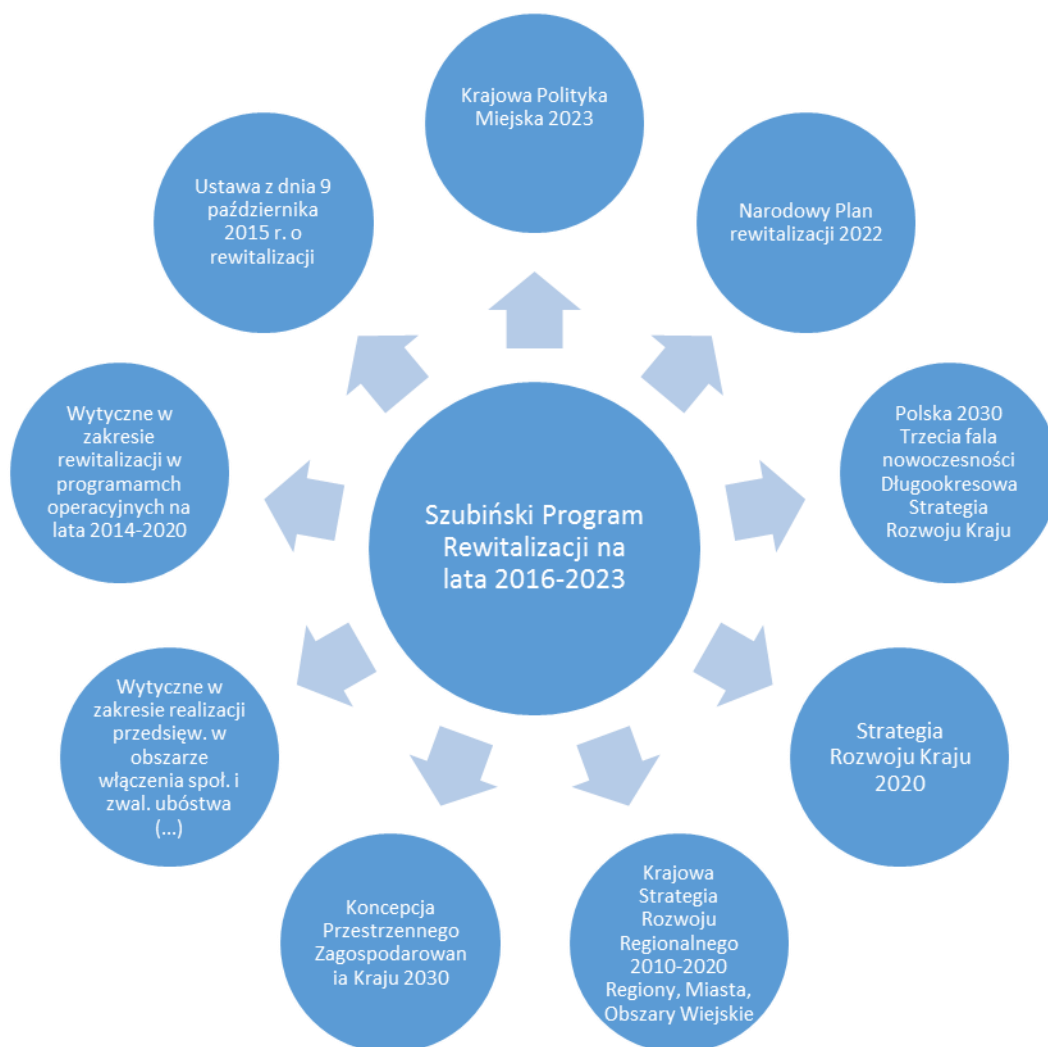 Krajowa Polityka
Miejska 2023
Narodowy Plan
rewitalizacji 2022
Polska 2030
Trzecia fala
nowoczesności
Długookresowa
Strategia
Rozwoju Kraju
Strategia
Rozwoju Kraju
2020
Krajowa
Strategia
Rozwoju
Regionalnego
2010-2020
Regiony, Miasta,
Obszary Wiejskie
Koncepcja
Przestrzennego
Zagospodarowan
ia Kraju 2030
Wytyczne w
zakresie realizacji
przedsięw. w
obszarze
włączenia społ. i
zwal. ubóstwa
(...)
Wytyczne w
zakresie
rewitalizacji w
programamch
operacyjnych na
lata 2014-2020
Ustawa z dnia 9
października
2015 r. o
rewitalizacji
Szubiński Program
Rewitalizacji na
lata 2016-2023